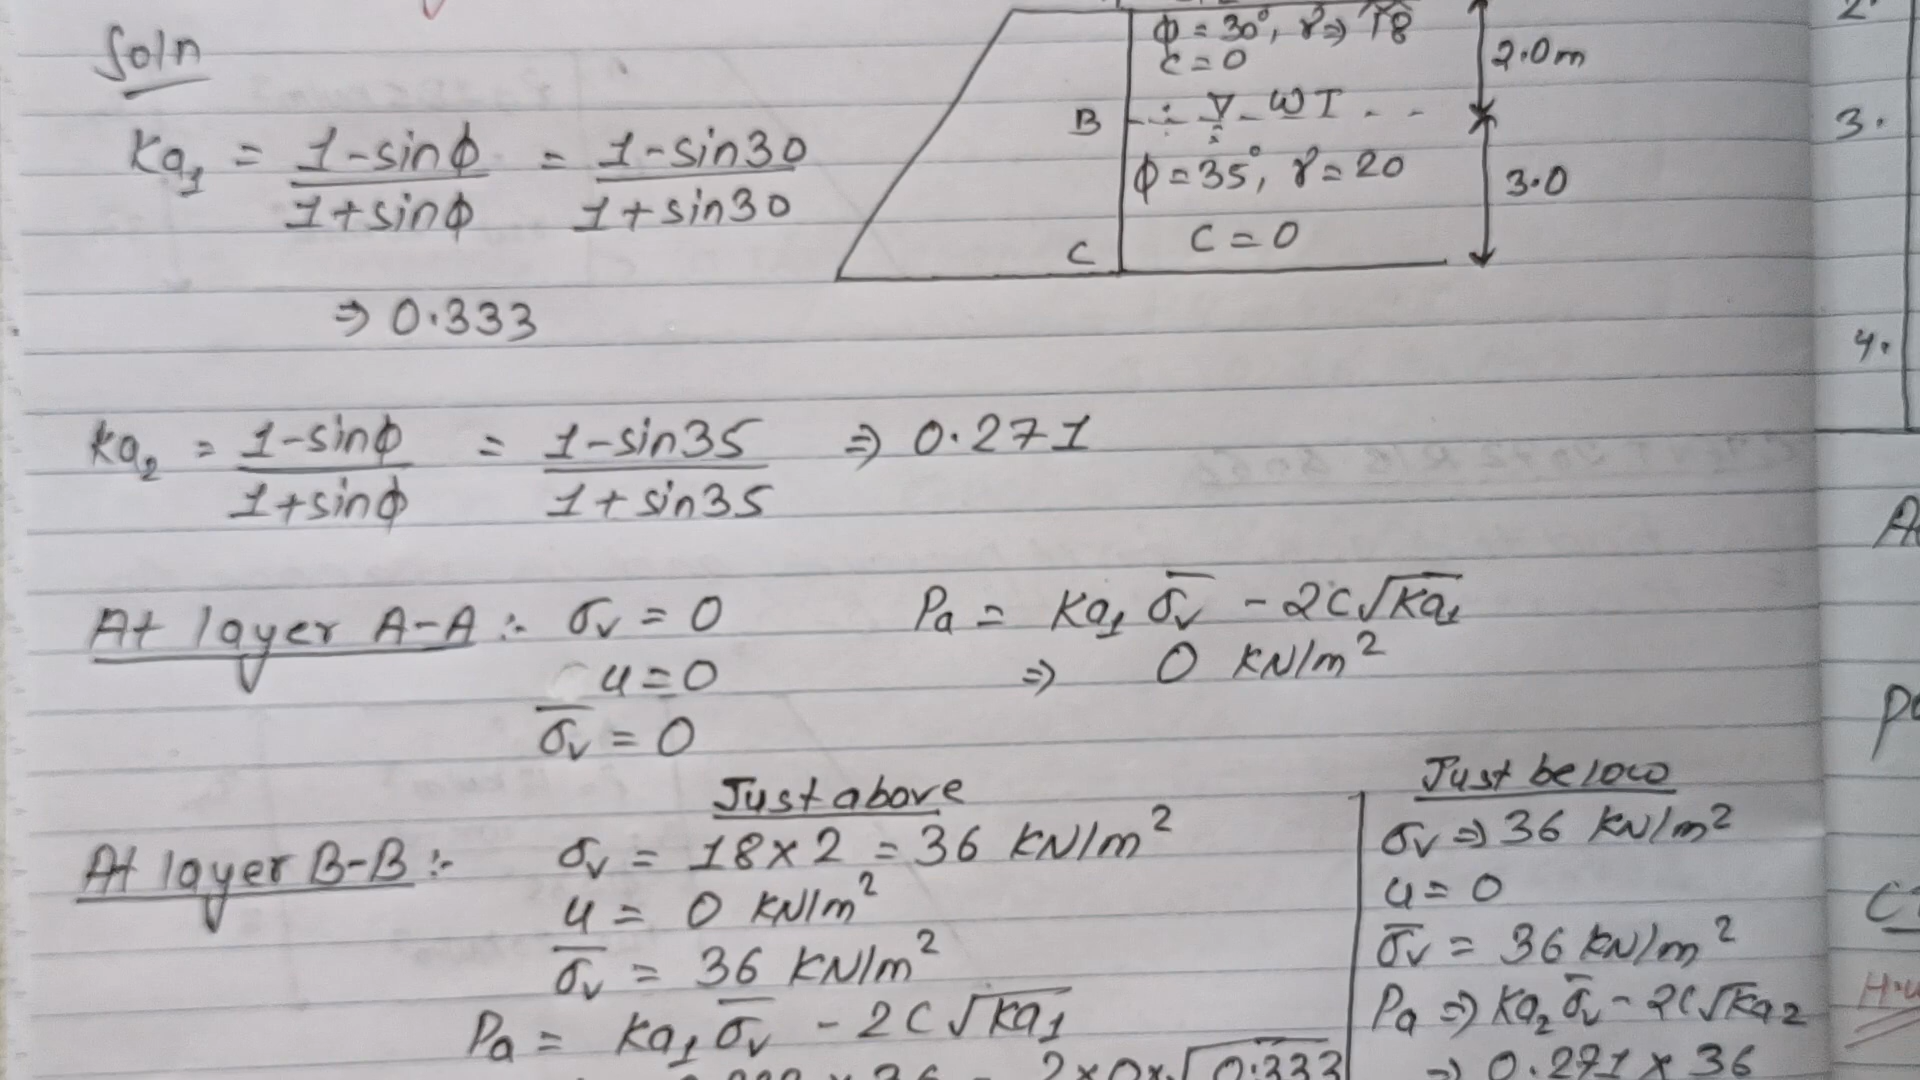 Soln
Ka1 = 1-sinϕ / 1+sinϕ = 1-sin30 / 1+sin30
⇒ 0.333
ϕ = 30°, γ ⇒ 18
C = 0
2.0m
B WT
ϕ = 35°, γ = 20
3.0
C = 0
C
Ka2 = 1-sinϕ / 1+sinϕ = 1-sin35 / 1+sin35 ⇒ 0.271
At layer A-A :- σv = 0 Pa = Ka1 σ̅v - 2C√Ka1
u = 0 ⇒ 0 KN/m²
σ̅v = 0
Just above
At layer B-B :- σv = 18×2 = 36 KN/m²
u = 0 KN/m²
σ̅v = 36 KN/m²
Pa = Ka1 σ̅v - 2C√Ka1
- 2×0×√0.333
Just below
σv ⇒ 36 KN/m²
u = 0
σ̅v = 36 KN/m²
Pa ⇒ Ka2 σ̅v - 2C√Ka2
⇒ 0.271 × 36
2.
3.
4.